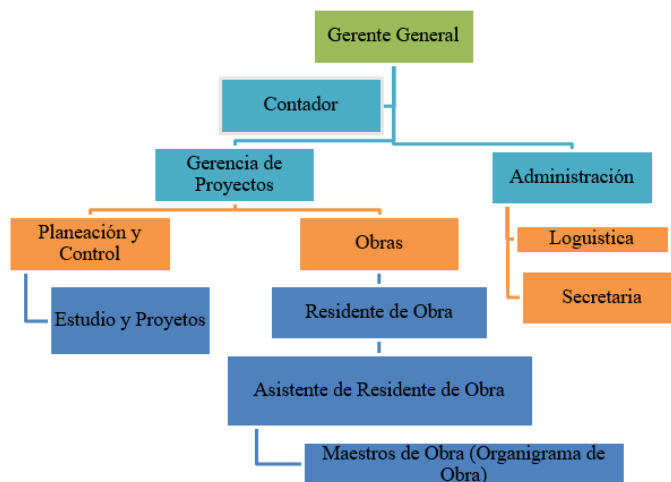 Gerente General
Contador
Gerencia de
Proyectos
Administración
Planeación y
Control
Obras
Loguistica
Secretaria
Estudio y Proyetos
Residente de Obra
Asistente de Residente de Obra
Maestros de Obra (Organigrama de
Obra)